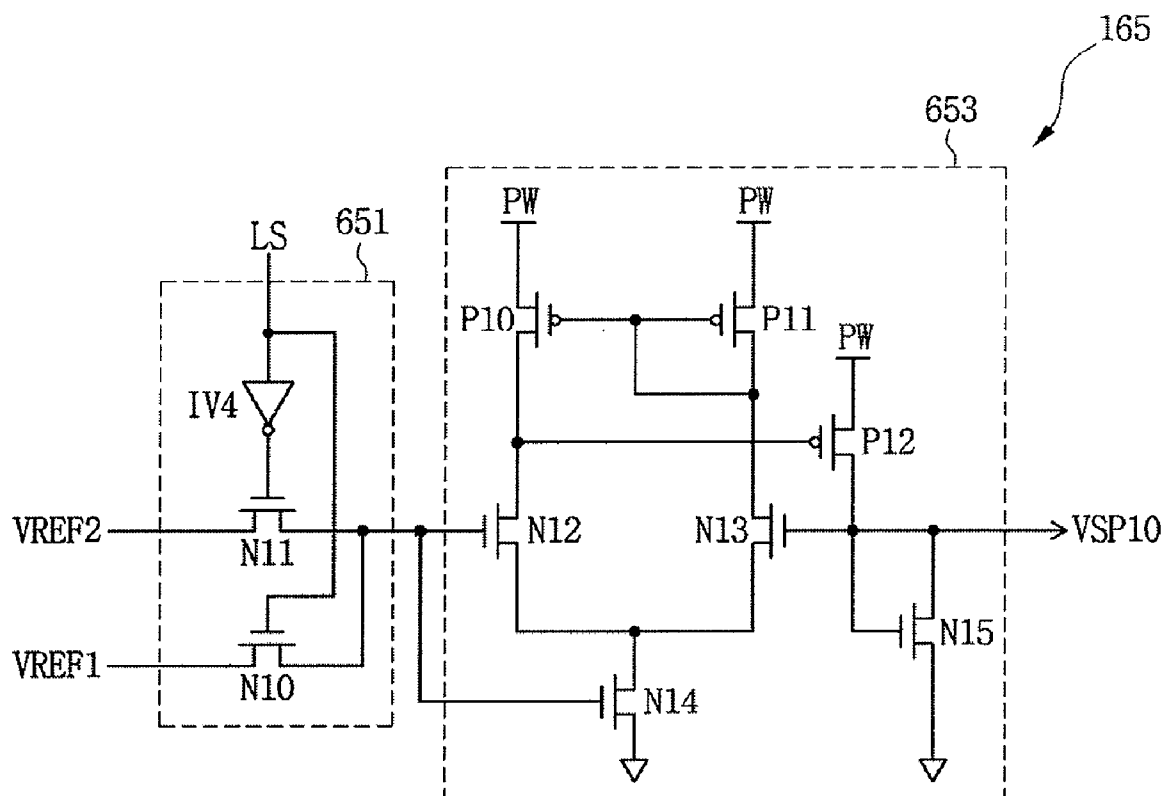 165
653
PW
PW
651
LS
P10
P11
PW
IV4
P12
VREF2
N11
N12
N13
VSP10
N15
VREF1
N10
N14